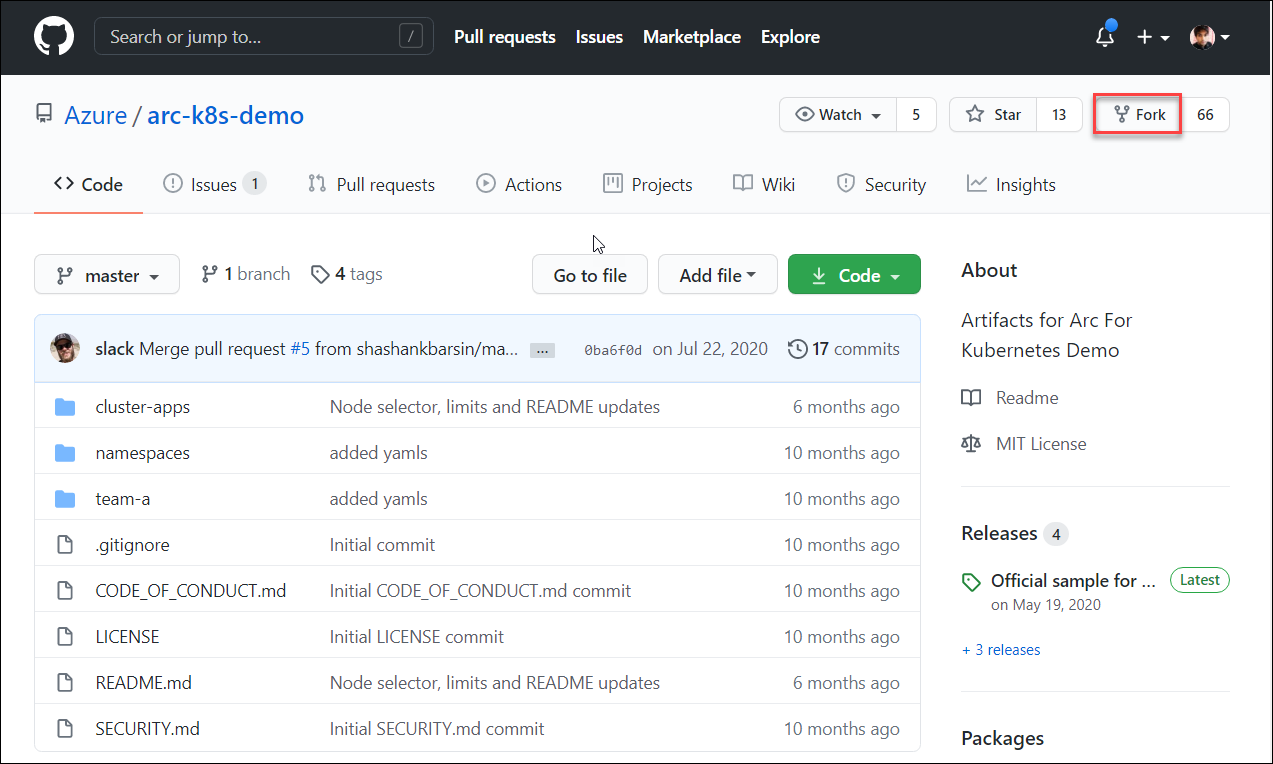 Search or jump to... /
Pull requests Issues Marketplace Explore
Azure / arc-k8s-demo
Watch 5 Star 13 Fork 66
Code Issues 1 Pull requests Actions Projects Wiki Security Insights
master 1 branch 4 tags Go to file Add file Code
slack Merge pull request #5 from shashankbarsin/ma... ... 0ba6f0d on Jul 22, 2020 17 commits
cluster-apps Node selector, limits and README updates 6 months ago
namespaces added yamls 10 months ago
team-a added yamls 10 months ago
.gitignore Initial commit 10 months ago
CODE_OF_CONDUCT.md Initial CODE_OF_CONDUCT.md commit 10 months ago
LICENSE Initial LICENSE commit 10 months ago
README.md Node selector, limits and README updates 6 months ago
SECURITY.md Initial SECURITY.md commit 10 months ago
About
Artifacts for Arc For
Kubernetes Demo
Readme
MIT License
Releases 4
Official sample for ... Latest
on May 19, 2020
+ 3 releases
Packages